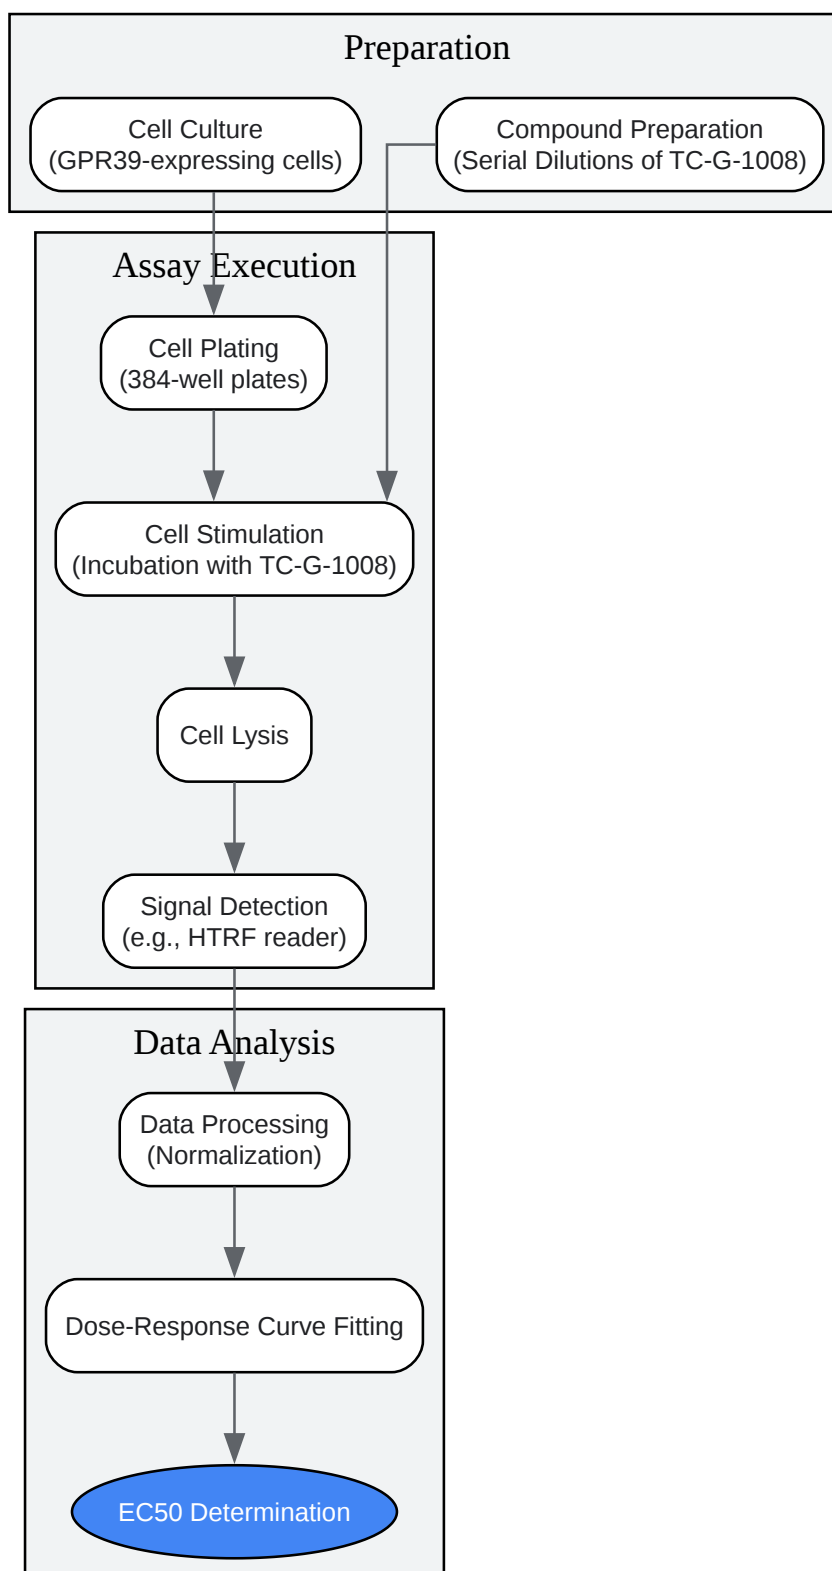 Preparation
Cell Culture
(GPR39-expressing cells)
Compound Preparation
(Serial Dilutions of TC-G-1008)
Assay Execution
Cell Plating
(384-well plates)
Cell Stimulation
(Incubation with TC-G-1008)
Cell Lysis
Signal Detection
(e.g., HTRF reader)
Data Analysis
Data Processing
(Normalization)
Dose-Response Curve Fitting
EC50 Determination